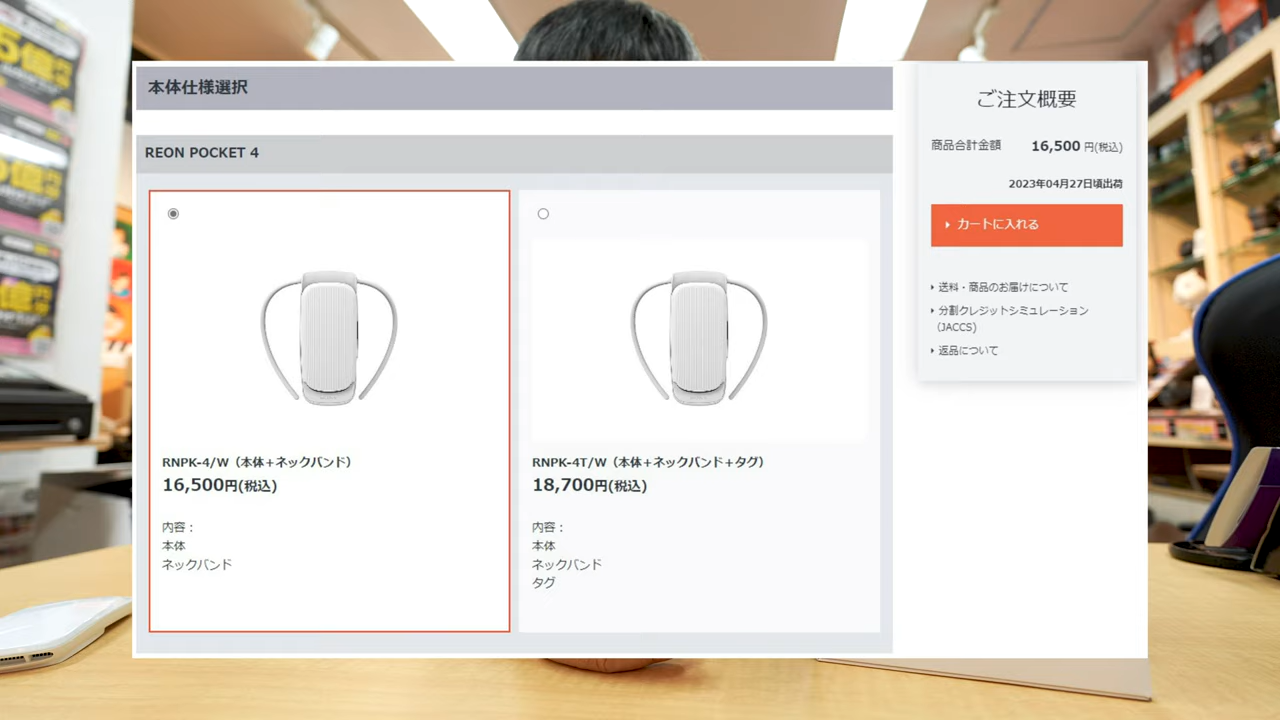 本体仕様選択
REON POCKET 4
RNPK-4/W（本体＋ネックバンド）
16,500円(税込)
内容：
本体
ネックバンド
RNPK-4T/W（本体＋ネックバンド＋タグ）
18,700円(税込)
内容：
本体
ネックバンド
タグ
ご注文概要
商品合計金額 16,500 円(税込)
2023年04月27日頃出荷
カートに入れる
送料・商品のお届けについて
分割クレジットシミュレーション
（JACCS）
返品について